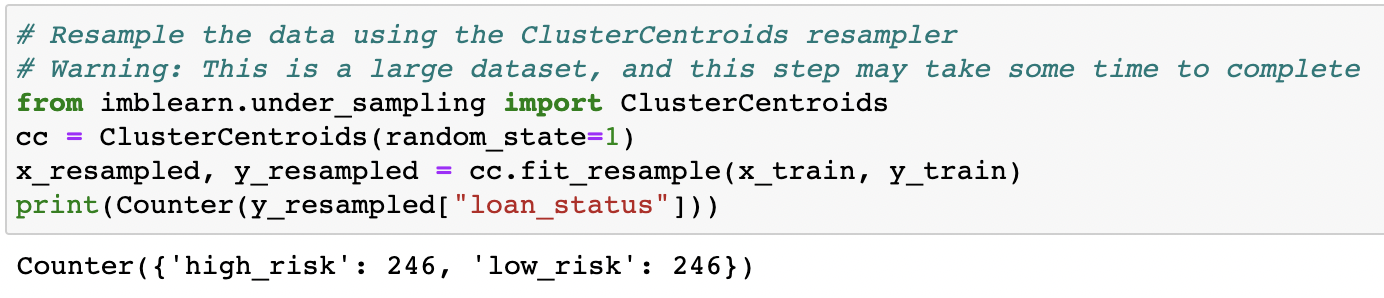 # Resample the data using the ClusterCentroids resampler
# Warning: This is a large dataset, and this step may take some time to complete
from imblearn.under_sampling import ClusterCentroids
cc = ClusterCentroids(random_state=1)
x_resampled, y_resampled = cc.fit_resample(x_train, y_train)
print(Counter(y_resampled["loan_status"]))
Counter({'high_risk': 246, 'low_risk': 246})